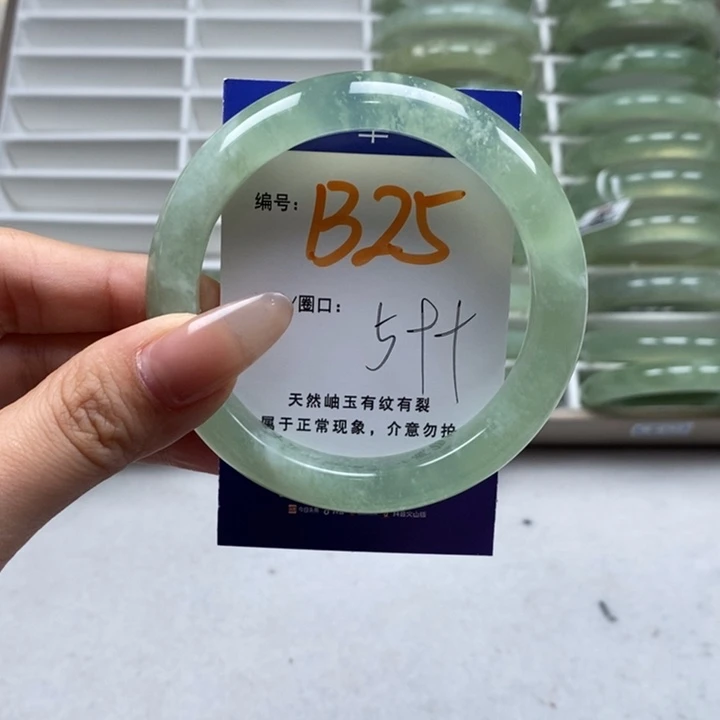 编号: B25
/圈口: 59+
天然岫玉有纹有裂
属于正常现象，介意勿拍